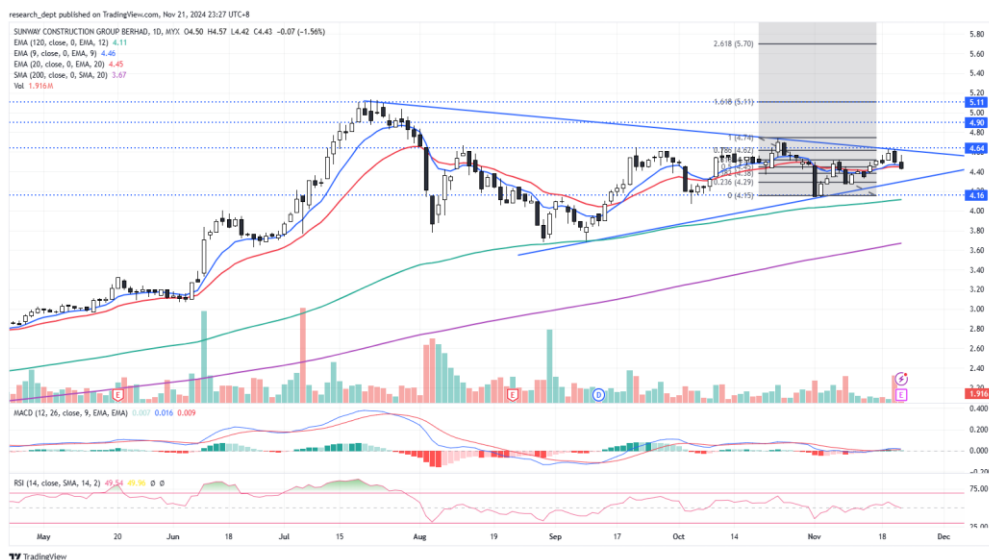 research_dept published on TradingView.com, Nov 21, 2024 23:27 UTC+8
SUNWAY CONSTRUCTION GROUP BERHAD, 1D, MYX O4.50 H4.57 L4.42 C4.43 -0.07 (-1.56%)
EMA (120, close, 0, EMA, 12) 4.11
EMA (9, close, 0, EMA, 9) 4.46
EMA (20, close, 0, EMA, 20) 4.45
SMA (200, close, 0, SMA, 20) 3.67
Vol 1.916M
5.80
2.618 (5.70)
5.60
5.40
5.20
1.618 (5.11)
5.11
5.00
4.90
1 (4.74)
4.64
0.786 (4.62)
4.60
4.40
0.236 (4.29)
4.20
0 (4.15)
4.16
4.00
3.80
3.60
3.40
3.20
3.00
2.80
2.60
2.40
2.20
E
E
D
E
1.916
MACD (12, 26, close, 9, EMA, EMA) 0.007 0.016 0.009
0.400
0.200
0.000
-0.20
RSI (14, close, SMA, 14, 2) 49.54 Ø Ø
75.00
25.00
May 20 Jun 18 Jul 15 Aug 19 Sep 17 Oct 14 Nov 18 Dec
TradingView